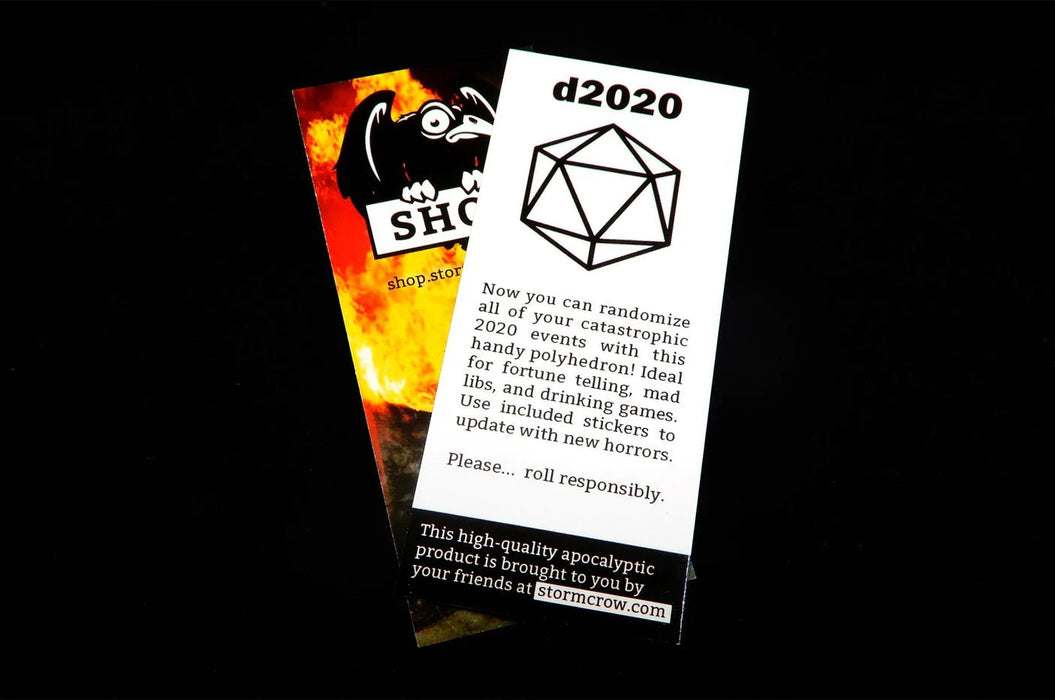 d2020
Now you can randomize
all of your catastrophic
2020 events with this
handy polyhedron! Ideal
for fortune telling, mad
libs, and drinking games.
Use included stickers to
update with new horrors.
Please... roll responsibly.
This high-quality apocalyptic
product is brought to you by
your friends at stormcrow.com
SHO
shop.stor